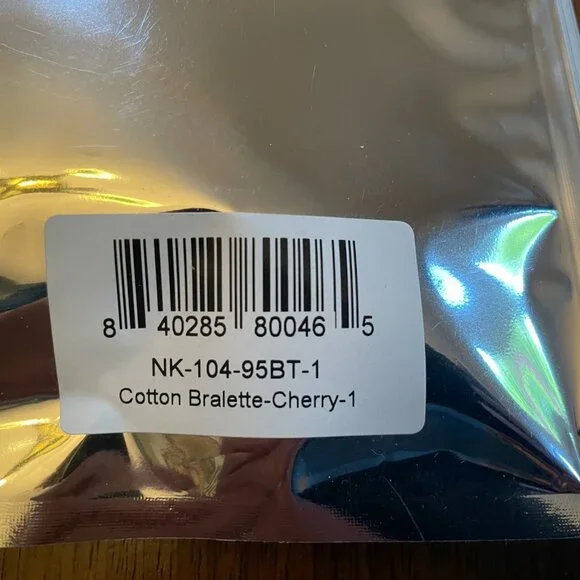 8 40285 80046 5
NK-104-95BT-1
Cotton Bralette-Cherry-1